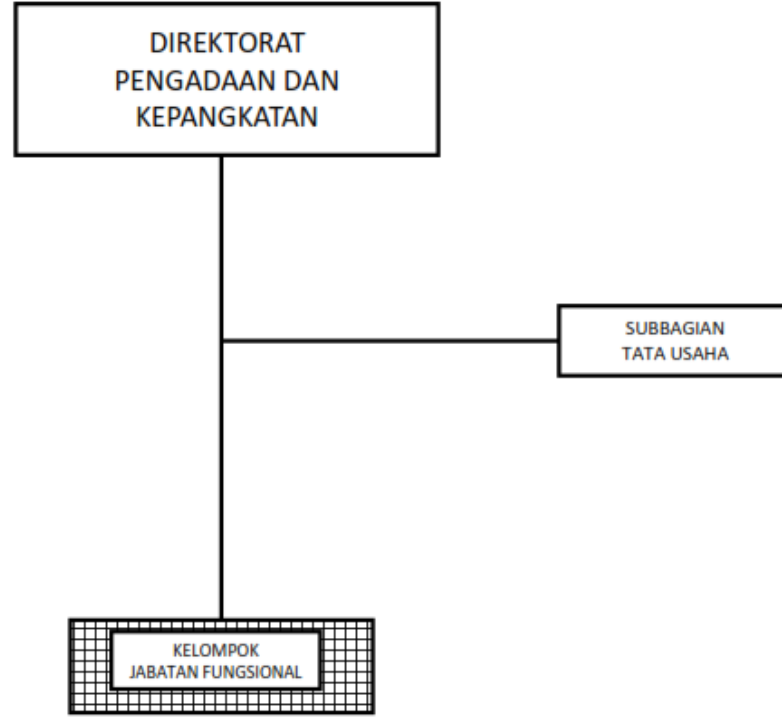 DIREKTORAT
PENGADAAN DAN
KEPANGKATAN
SUBBAGIAN
TATA USAHA
KELOMPOK
JABATAN FUNGSIONAL